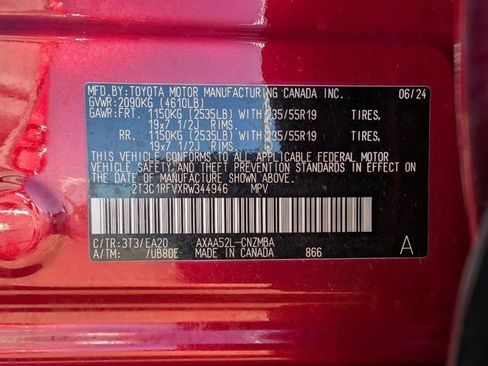 MFD.BY:TOYOTA MOTOR MANUFACTURING CANADA INC. 06/24
GVWR:2090KG (4610LB)
GAWR:FRT. 1150KG (2535LB) WITH 235/55R19 TIRES,
19x7 1/2J RIMS.
RR. 1150KG (2535LB) WITH 235/55R19 TIRES,
19x7 1/2J RIMS.
THIS VEHICLE CONFORMS TO ALL APPLICABLE FEDERAL MOTOR
VEHICLE SAFETY AND THEFT PREVENTION STANDARDS IN EFFECT ON
THE DATE OF MANUFACTURE SHOWN ABOVE.
2T3C1RFVXRW344946 MPV
C/TR:3T3/EA20 AXAA52L-CNZMBA
A/TM: /UB80E MADE IN CANADA 866 A